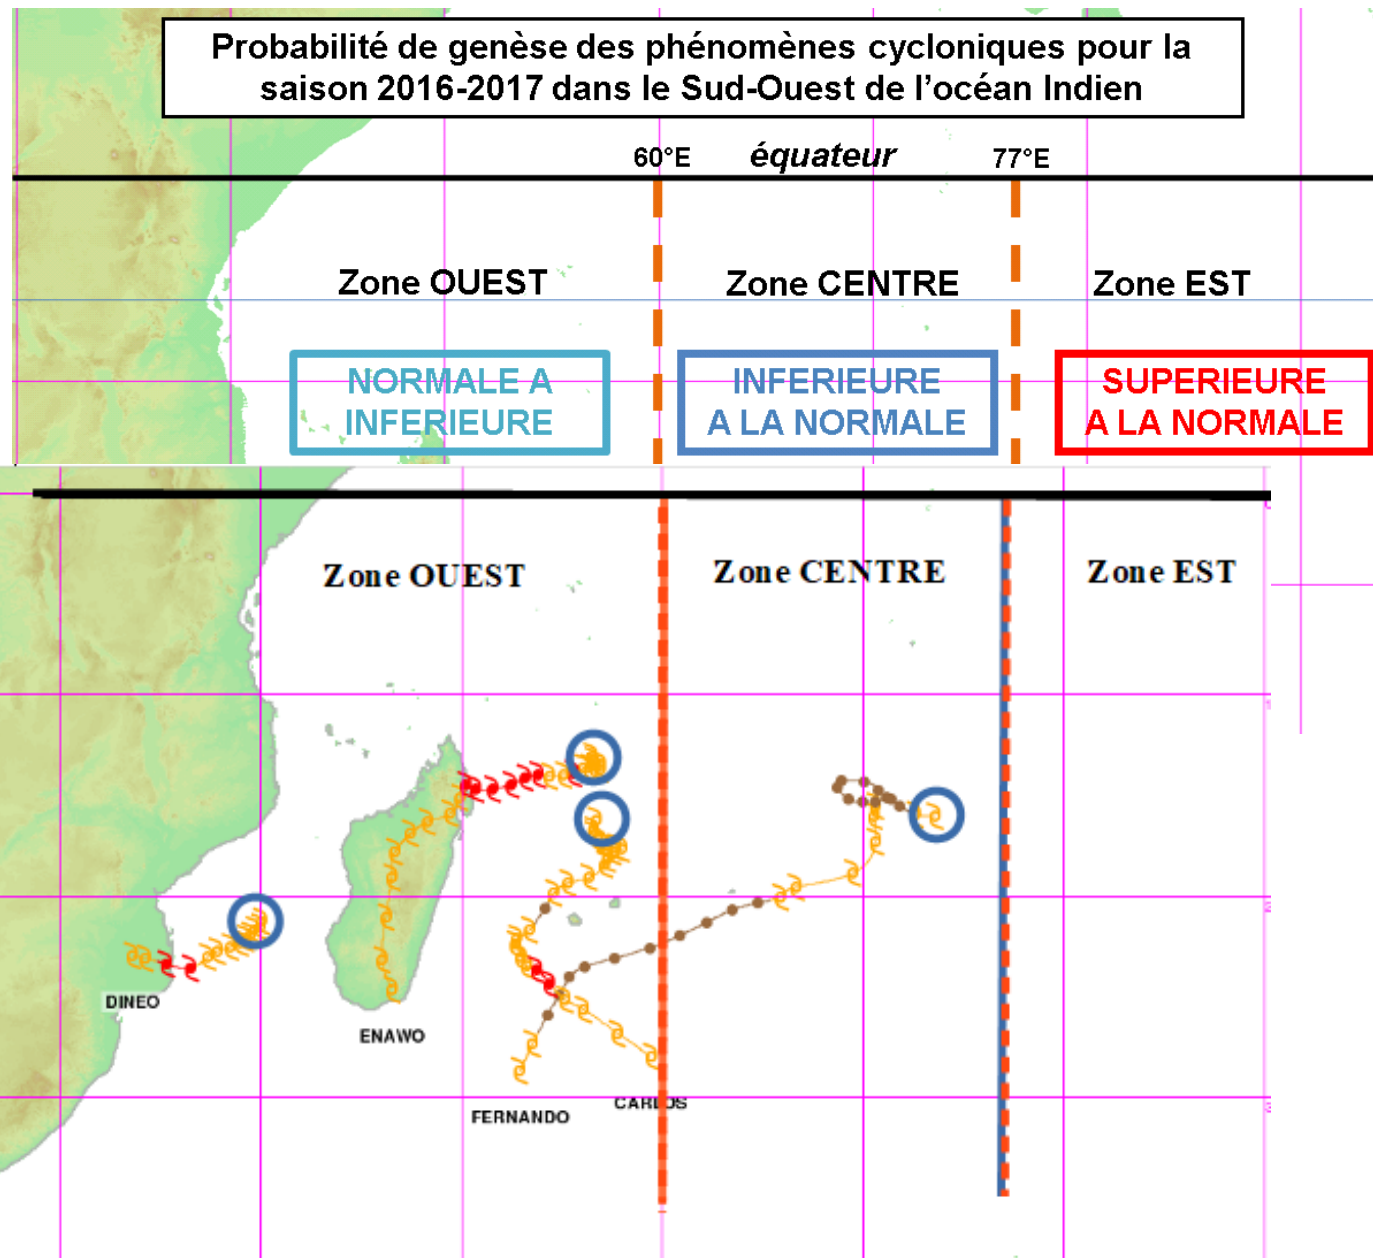 Probabilité de genèse des phénomènes cycloniques pour la
saison 2016-2017 dans le Sud-Ouest de l'océan Indien
60°E équateur 77°E
Zone OUEST Zone CENTRE Zone EST
NORMALE A
INFERIEURE
INFERIEURE
A LA NORMALE
SUPERIEURE
A LA NORMALE
Zone OUEST Zone CENTRE Zone EST
DINEO
ENAWO
FERNANDO
CARLOS